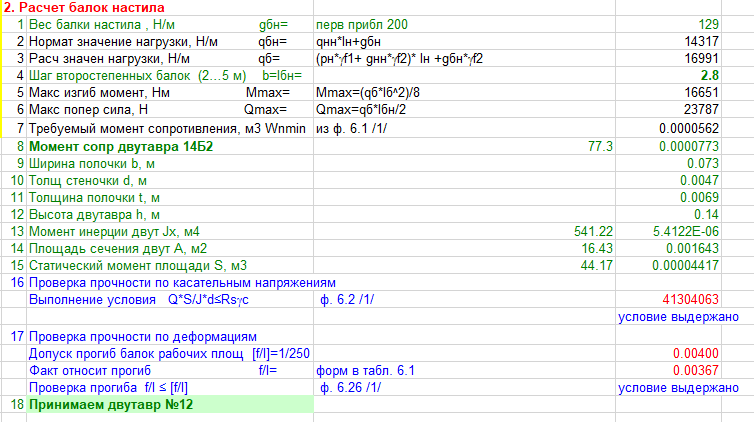 2. Расчет балок настила
1 Вес балки настила , Н/м gбн= перв прибл 200 129
2 Нормат значение нагрузки, Н/м qбн= qнн*lн+gбн 14317
3 Расч значен нагрузки, Н/м qб= (рн*γf1+ gнн*γf2)* lн +gбн*γf2 16991
4 Шаг второстепенных балок (2...5 м) b=lбн= 2.8
5 Макс изгиб момент, Нм Mmax= Mmax=(qб*lб^2)/8 16651
6 Макс попер сила, Н Qmax= Qmax=qб*lбн/2 23787
7 Требуемый момент сопротивления, м3 Wnmin из ф. 6.1 /1/ 0.0000562
8 Момент сопр двутавра 14Б2 77.3 0.0000773
9 Ширина полочки b, м 0.073
10 Толщ стеночки d, м 0.0047
11 Толщина полочки t, м 0.0069
12 Высота двутавра h, м 0.14
13 Момент инерции двут Jx, м4 541.22 5.4122E-06
14 Площадь сечения двут А, м2 16.43 0.001643
15 Статический момент площади S, м3 44.17 0.00004417
16 Проверка прочности по касательным напряжениям
Выполнение условия Q*S/J*d≤Rsγc ф. 6.2 /1/ 41304063
условие выдержано
17 Проверка прочности по деформациям
Допуск прогиб балок рабочих площ [f/l]=1/250 0.00400
Факт относит прогиб f/l= форм в табл. 6.1 0.00367
Проверка прогиба f/l ≤ [f/l] ф. 6.26 /1/ условие выдержано
18 Принимаем двутавр №12